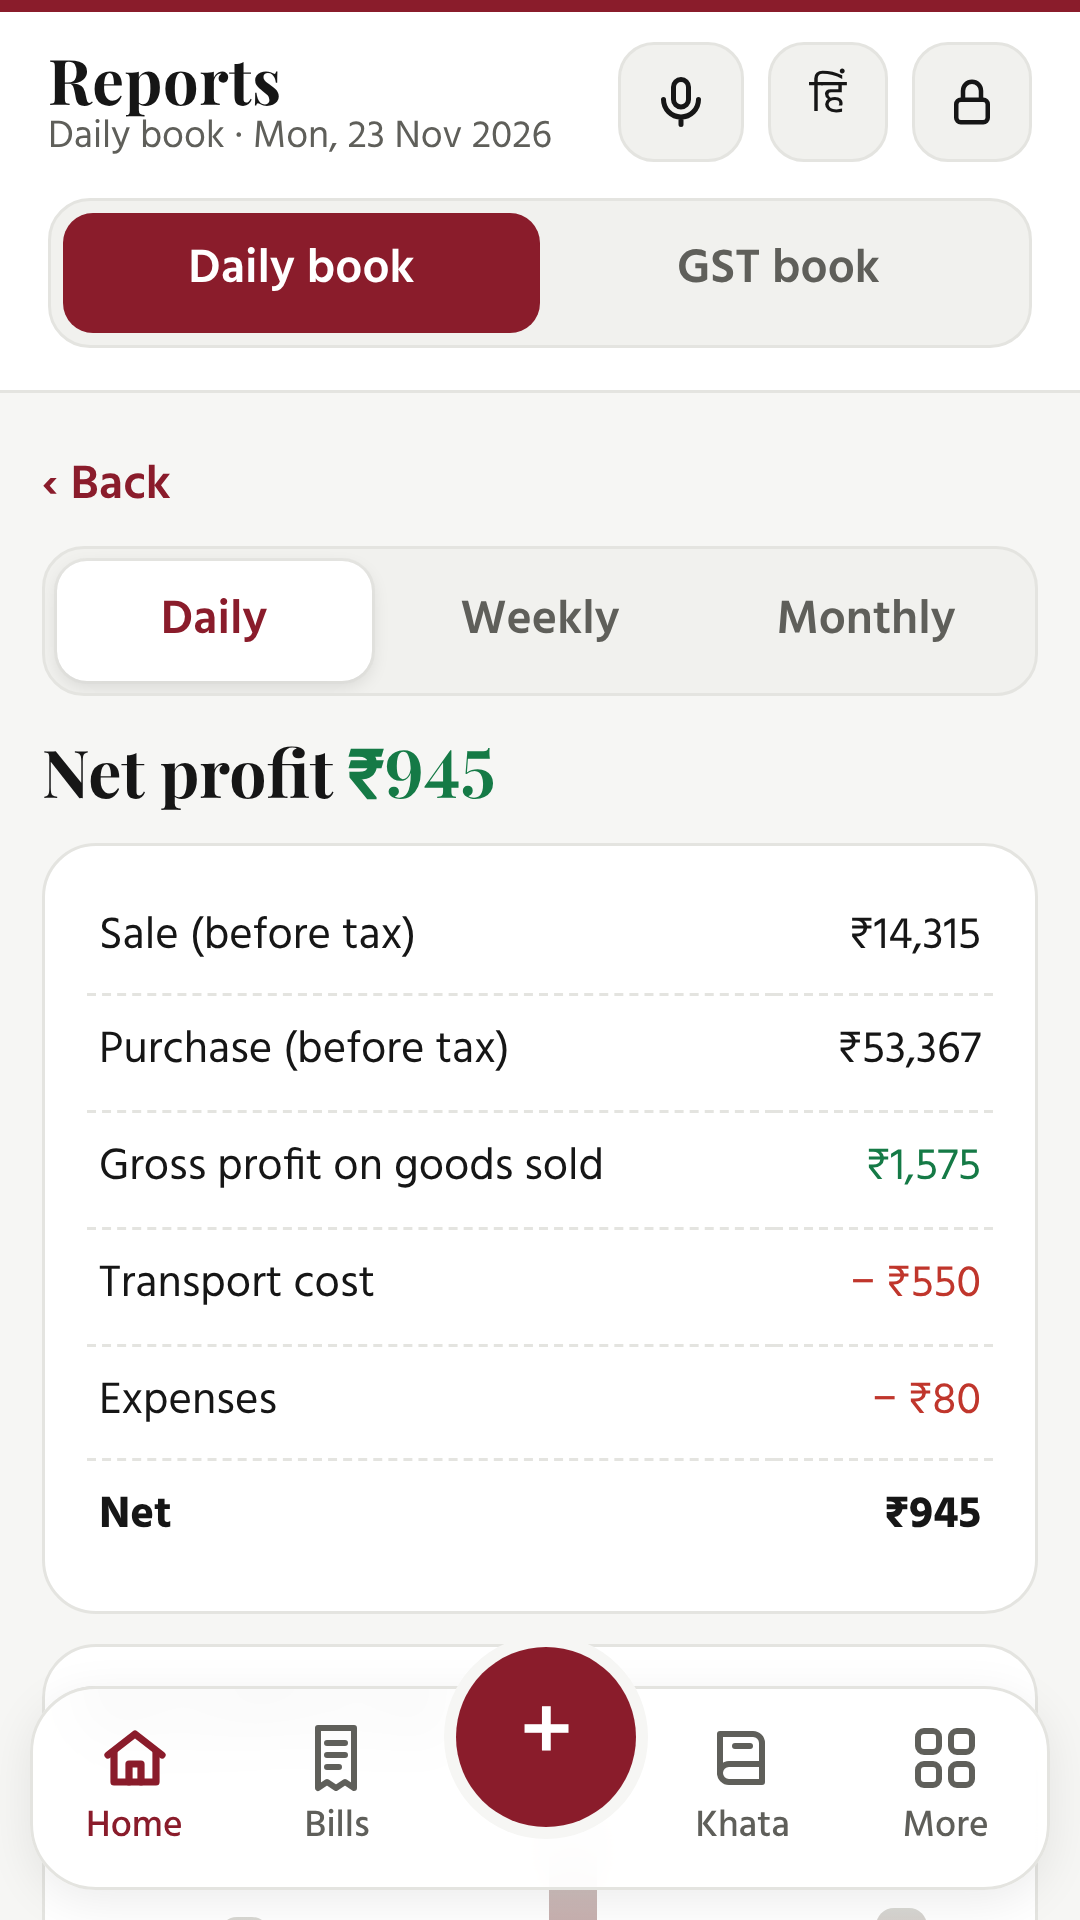 Reports
Daily book · Mon, 23 Nov 2026
हिं
Daily book
GST book
‹ Back
Daily
Weekly
Monthly
Net profit ₹945
Sale (before tax) ₹14,315
Purchase (before tax) ₹53,367
Gross profit on goods sold ₹1,575
Transport cost − ₹550
Expenses − ₹80
Net ₹945
+
Home
Bills
Khata
More